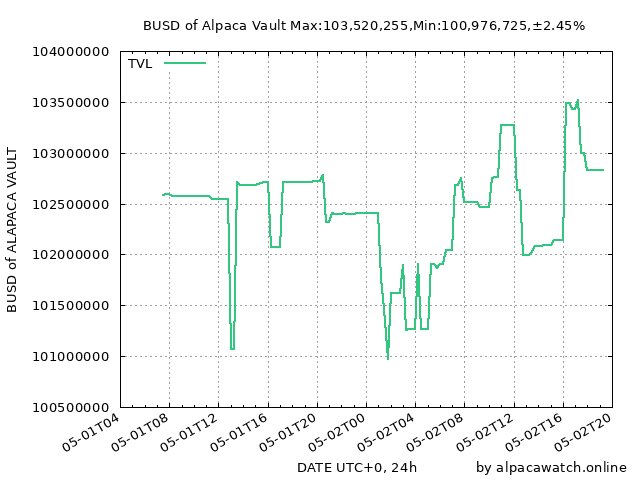 BUSD of Alpaca Vault Max:103,520,255,Min:100,976,725,±2.45%
TVL
104000000
103500000
103000000
102500000
102000000
101500000
101000000
100500000
BUSD of ALAPACA VAULT
05-01T04
05-01T08
05-01T12
05-01T16
05-01T20
05-02T00
05-02T04
05-02T08
05-02T12
05-02T16
05-02T20
DATE UTC+0, 24h
by alpacawatch.online